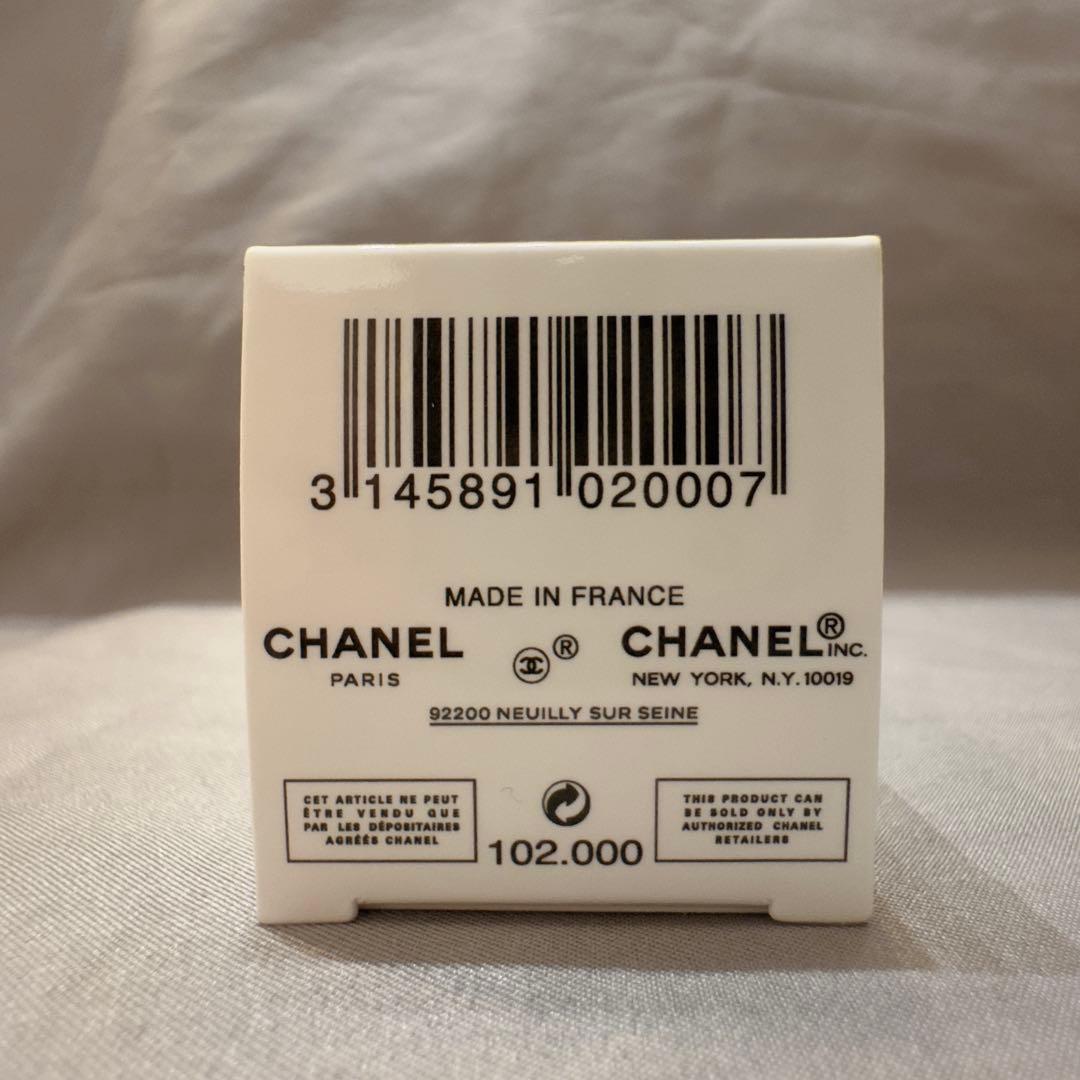 3 145891 020007
MADE IN FRANCE
CHANEL
PARIS
®
CHANEL® INC.
NEW YORK, N.Y. 10019
92200 NEUILLY SUR SEINE
CET ARTICLE NE PEUT
ÊTRE VENDU QUE
PAR LES DÉPOSITAIRES
AGRÉÉS CHANEL
102.000
THIS PRODUCT CAN
BE SOLD ONLY BY
AUTHORIZED CHANEL
RETAILERS